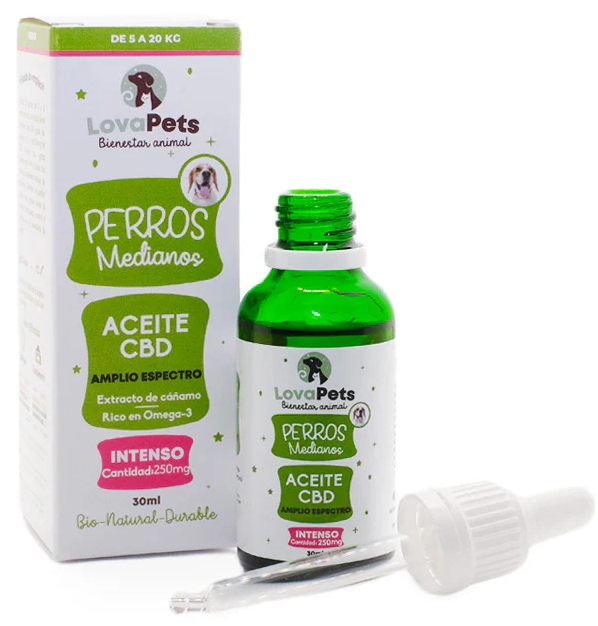 DE 5 A 20 KG
LovaPets
Bienestar animal
PERROS
Medianos
ACEITE
CBD
AMPLIO ESPECTRO
Extracto de cáñamo
Rico en Omega-3
INTENSO
Cantidad:250mg
30ml
Bio-Natural-Durable
LovaPets
Bienestar animal
PERROS
Medianos
ACEITE
CBD
AMPLIO ESPECTRO
INTENSO
Cantidad: 250mg
30ml